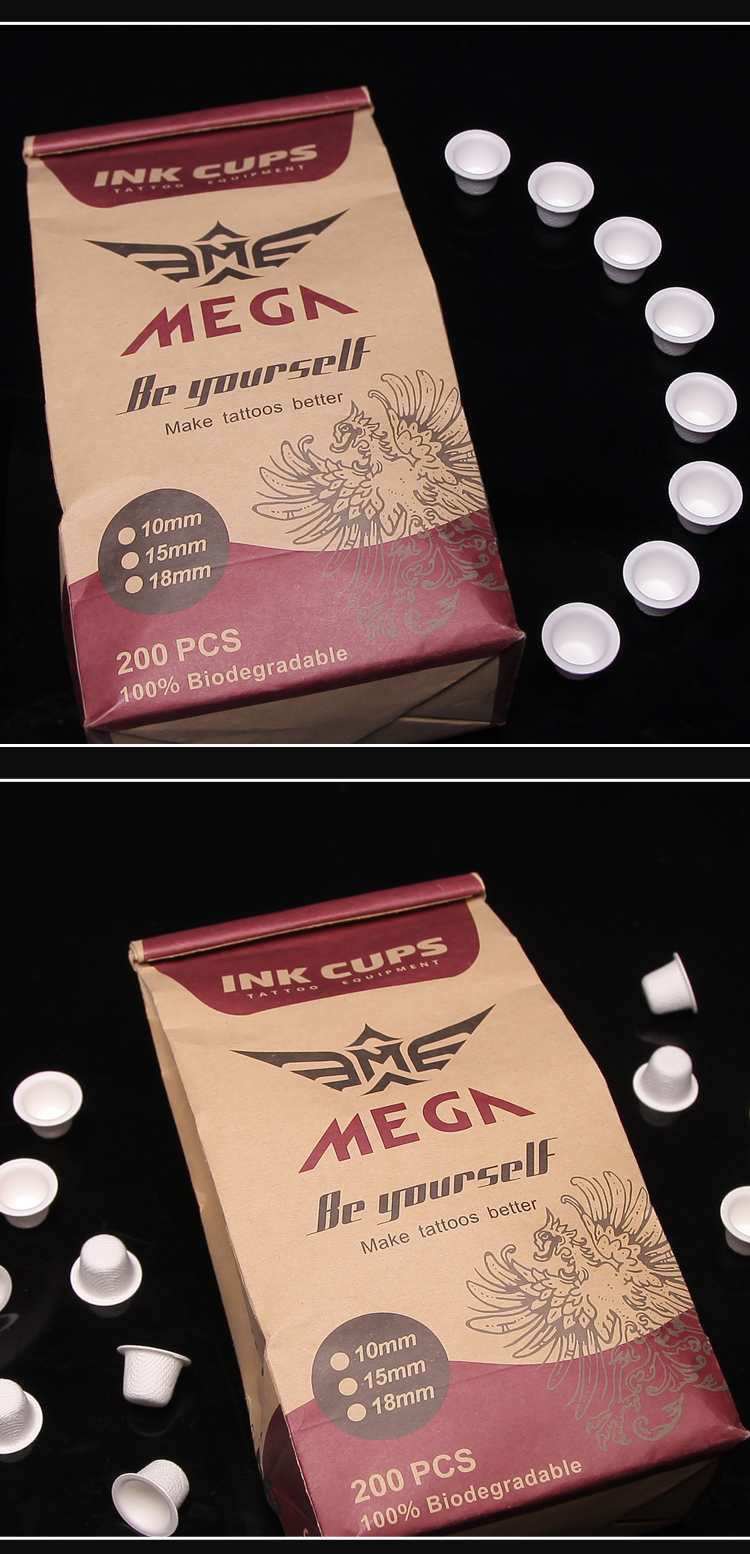 INK CUPS
TATTOO EQUIPMENT
MEGA
Be yourself
Make tattoos better
10mm
15mm
18mm
200 PCS
100% Biodegradable
INK CUPS
TATTOO EQUIPMENT
MEGA
Be yourself
Make tattoos better
10mm
15mm
18mm
200 PCS
100% Biodegradable